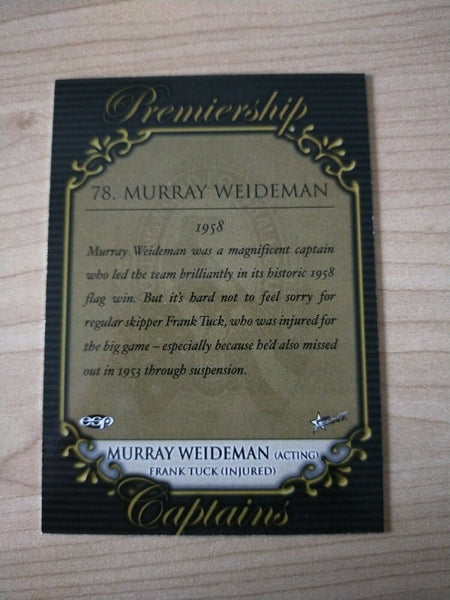 Premiership
78. MURRAY WEIDEMAN
1958
Murray Weideman was a magnificent captain
who led the team brilliantly in its historic 1958
flag win. But it's hard not to feel sorry for
regular skipper Frank Tuck, who was injured for
the big game – especially because he'd also missed
out in 1953 through suspension.
esp
MURRAY WEIDEMAN (ACTING)
FRANK TUCK (INJURED)
Captains